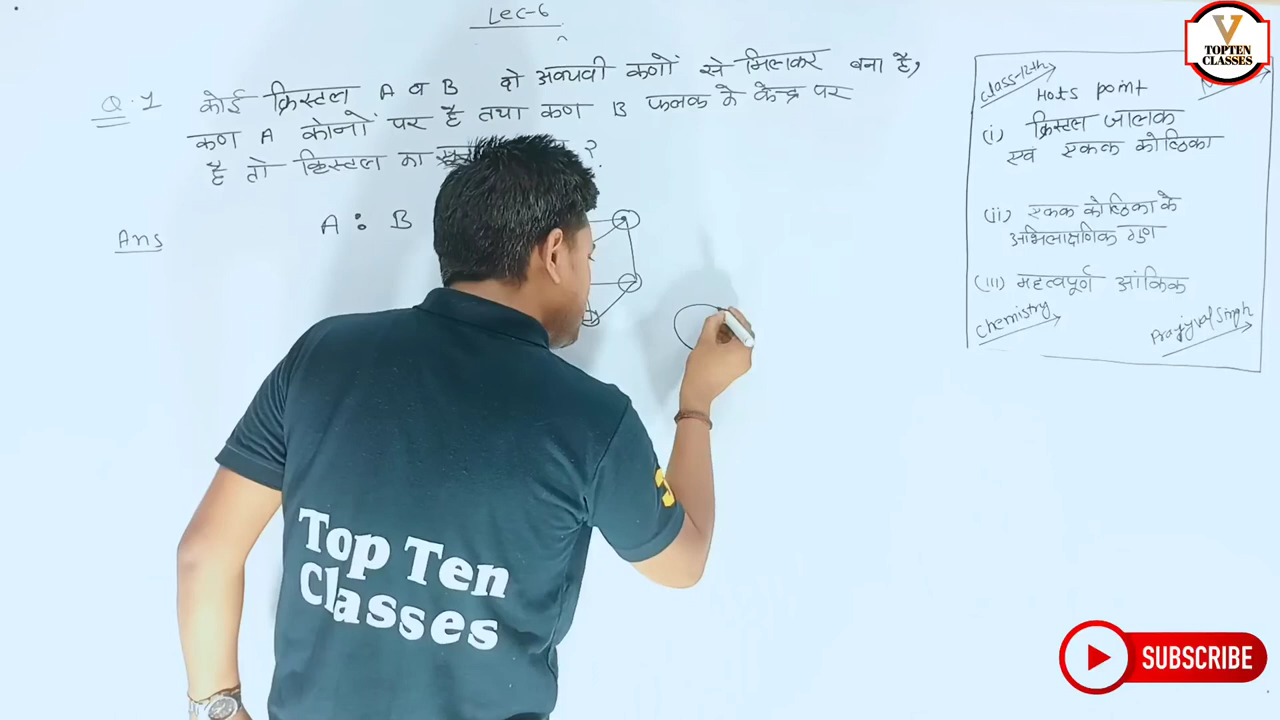 Lec-6
Q.1 कोई क्रिस्टल A व B दो अवयवी कणों से मिलकर बना है,
कण A कोनों पर है तथा कण B फलक के केन्द्र पर
है तो क्रिस्टल का ?
Ans
A : B
Class-12th
Hots point
(i) क्रिस्टल जालक
एवं एकक कोष्ठिका
(ii) एकक कोष्ठिका के
अभिलाक्षणिक गुण
(iii) महत्वपूर्ण आंकिक
Chemistry
Prajjwal Singh
V
TOPTEN
CLASSES
Top Ten
Classes
SUBSCRIBE